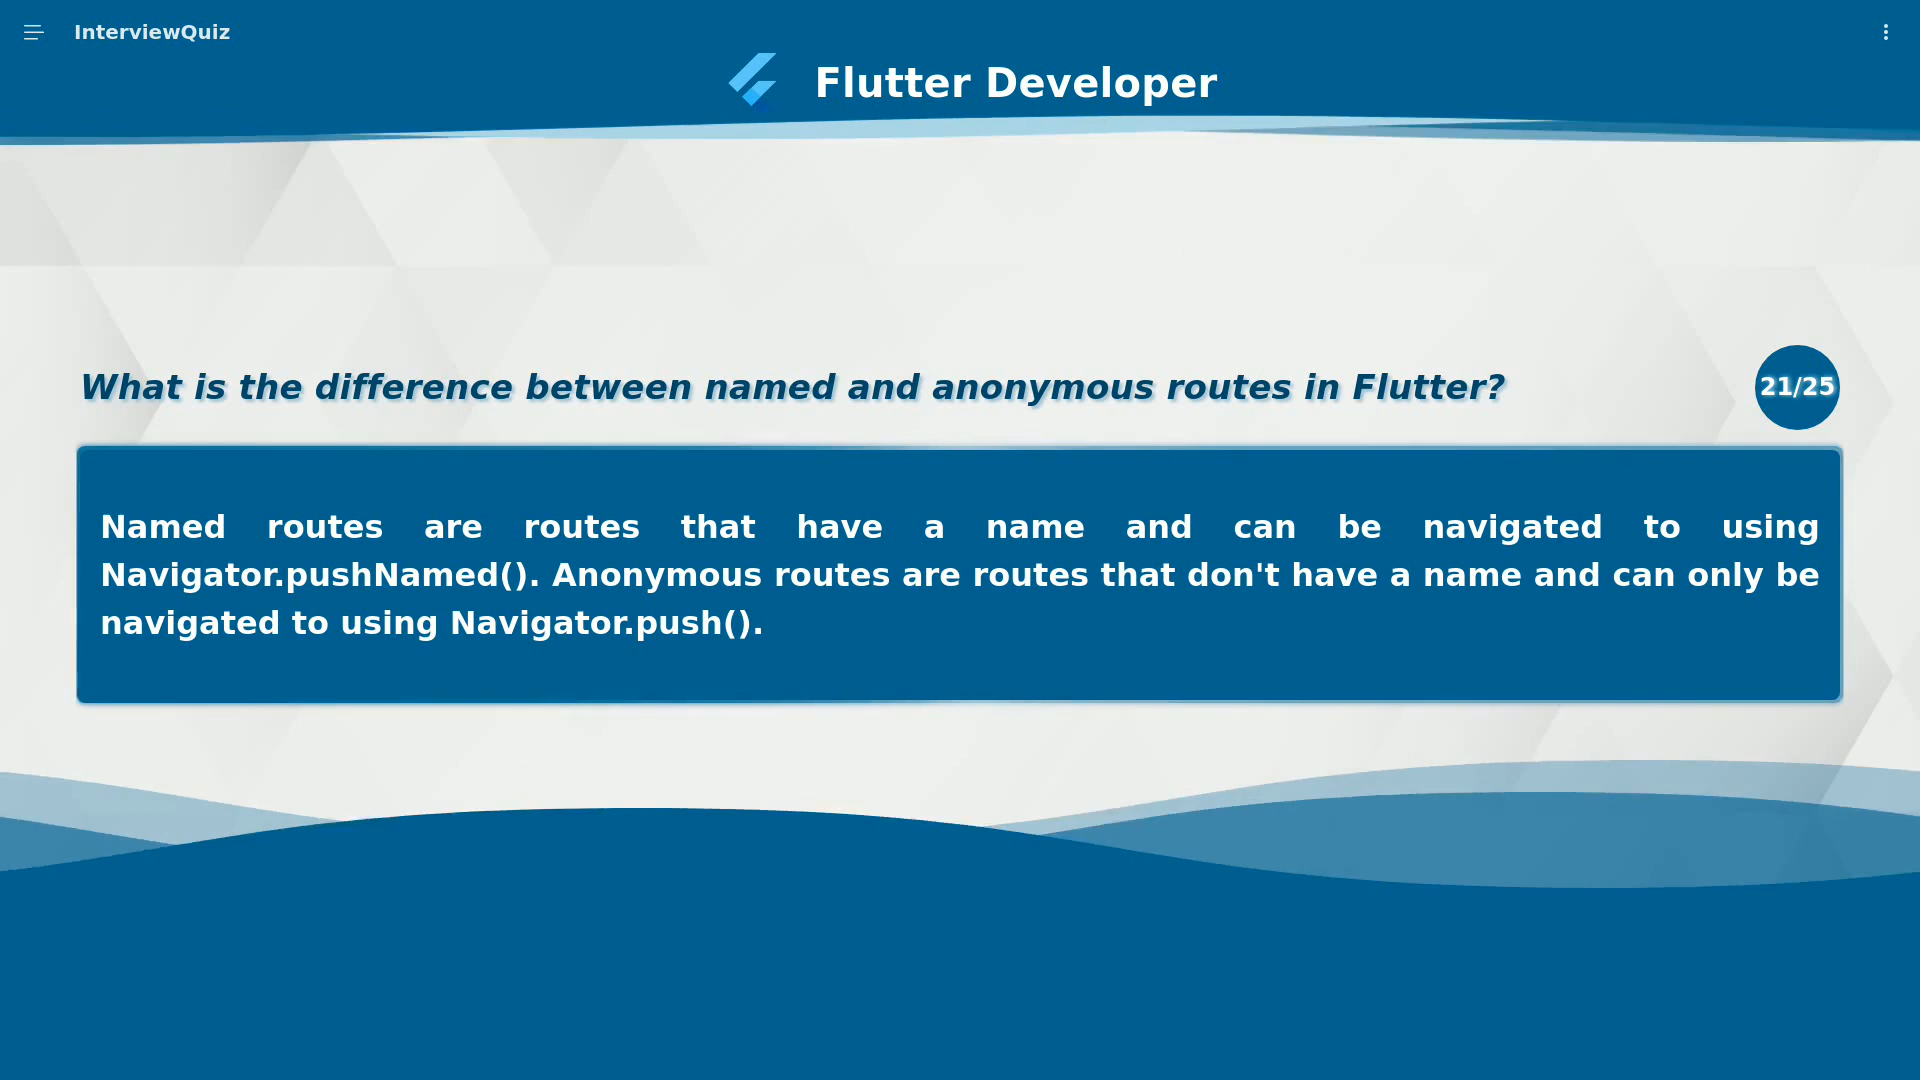 InterviewQuiz
Flutter Developer
What is the difference between named and anonymous routes in Flutter?
21/25
Named routes are routes that have a name and can be navigated to using
Navigator.pushNamed(). Anonymous routes are routes that don't have a name and can only be
navigated to using Navigator.push().